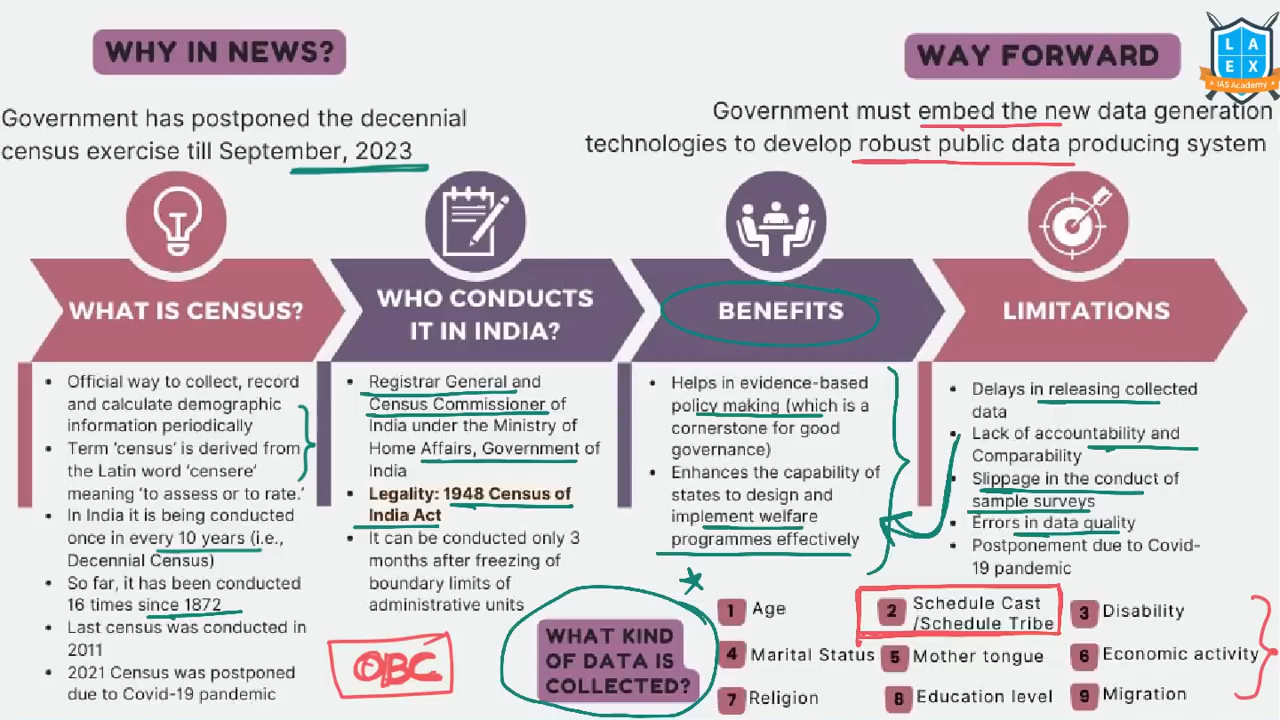 WHY IN NEWS?
Government has postponed the decennial
census exercise till September, 2023
WAY FORWARD
L A
E X
IAS Academy
Government must embed the new data generation
technologies to develop robust public data producing system
WHAT IS CENSUS?
• Official way to collect, record
and calculate demographic
information periodically
• Term ‘census’ is derived from
the Latin word ‘censere’
meaning ‘to assess or to rate.’
• In India it is being conducted
once in every 10 years (i.e.,
Decennial Census)
• So far, it has been conducted
16 times since 1872
• Last census was conducted in
2011
• 2021 Census was postponed
due to Covid-19 pandemic
WHO CONDUCTS
IT IN INDIA?
• Registrar General and
Census Commissioner of
India under the Ministry of
Home Affairs, Government of
India
• Legality: 1948 Census of
India Act
• It can be conducted only 3
months after freezing of
boundary limits of
administrative units
OBC
BENEFITS
• Helps in evidence-based
policy making (which is a
cornerstone for good
governance)
• Enhances the capability of
states to design and
implement welfare
programmes effectively
LIMITATIONS
• Delays in releasing collected
data
• Lack of accountability and
Comparability
• Slippage in the conduct of
sample surveys
• Errors in data quality
• Postponement due to Covid-
19 pandemic
WHAT KIND
OF DATA IS
COLLECTED?
1 Age
2 Schedule Cast
/Schedule Tribe
3 Disability
4 Marital Status
5 Mother tongue
6 Economic activity
7 Religion
8 Education level
9 Migration